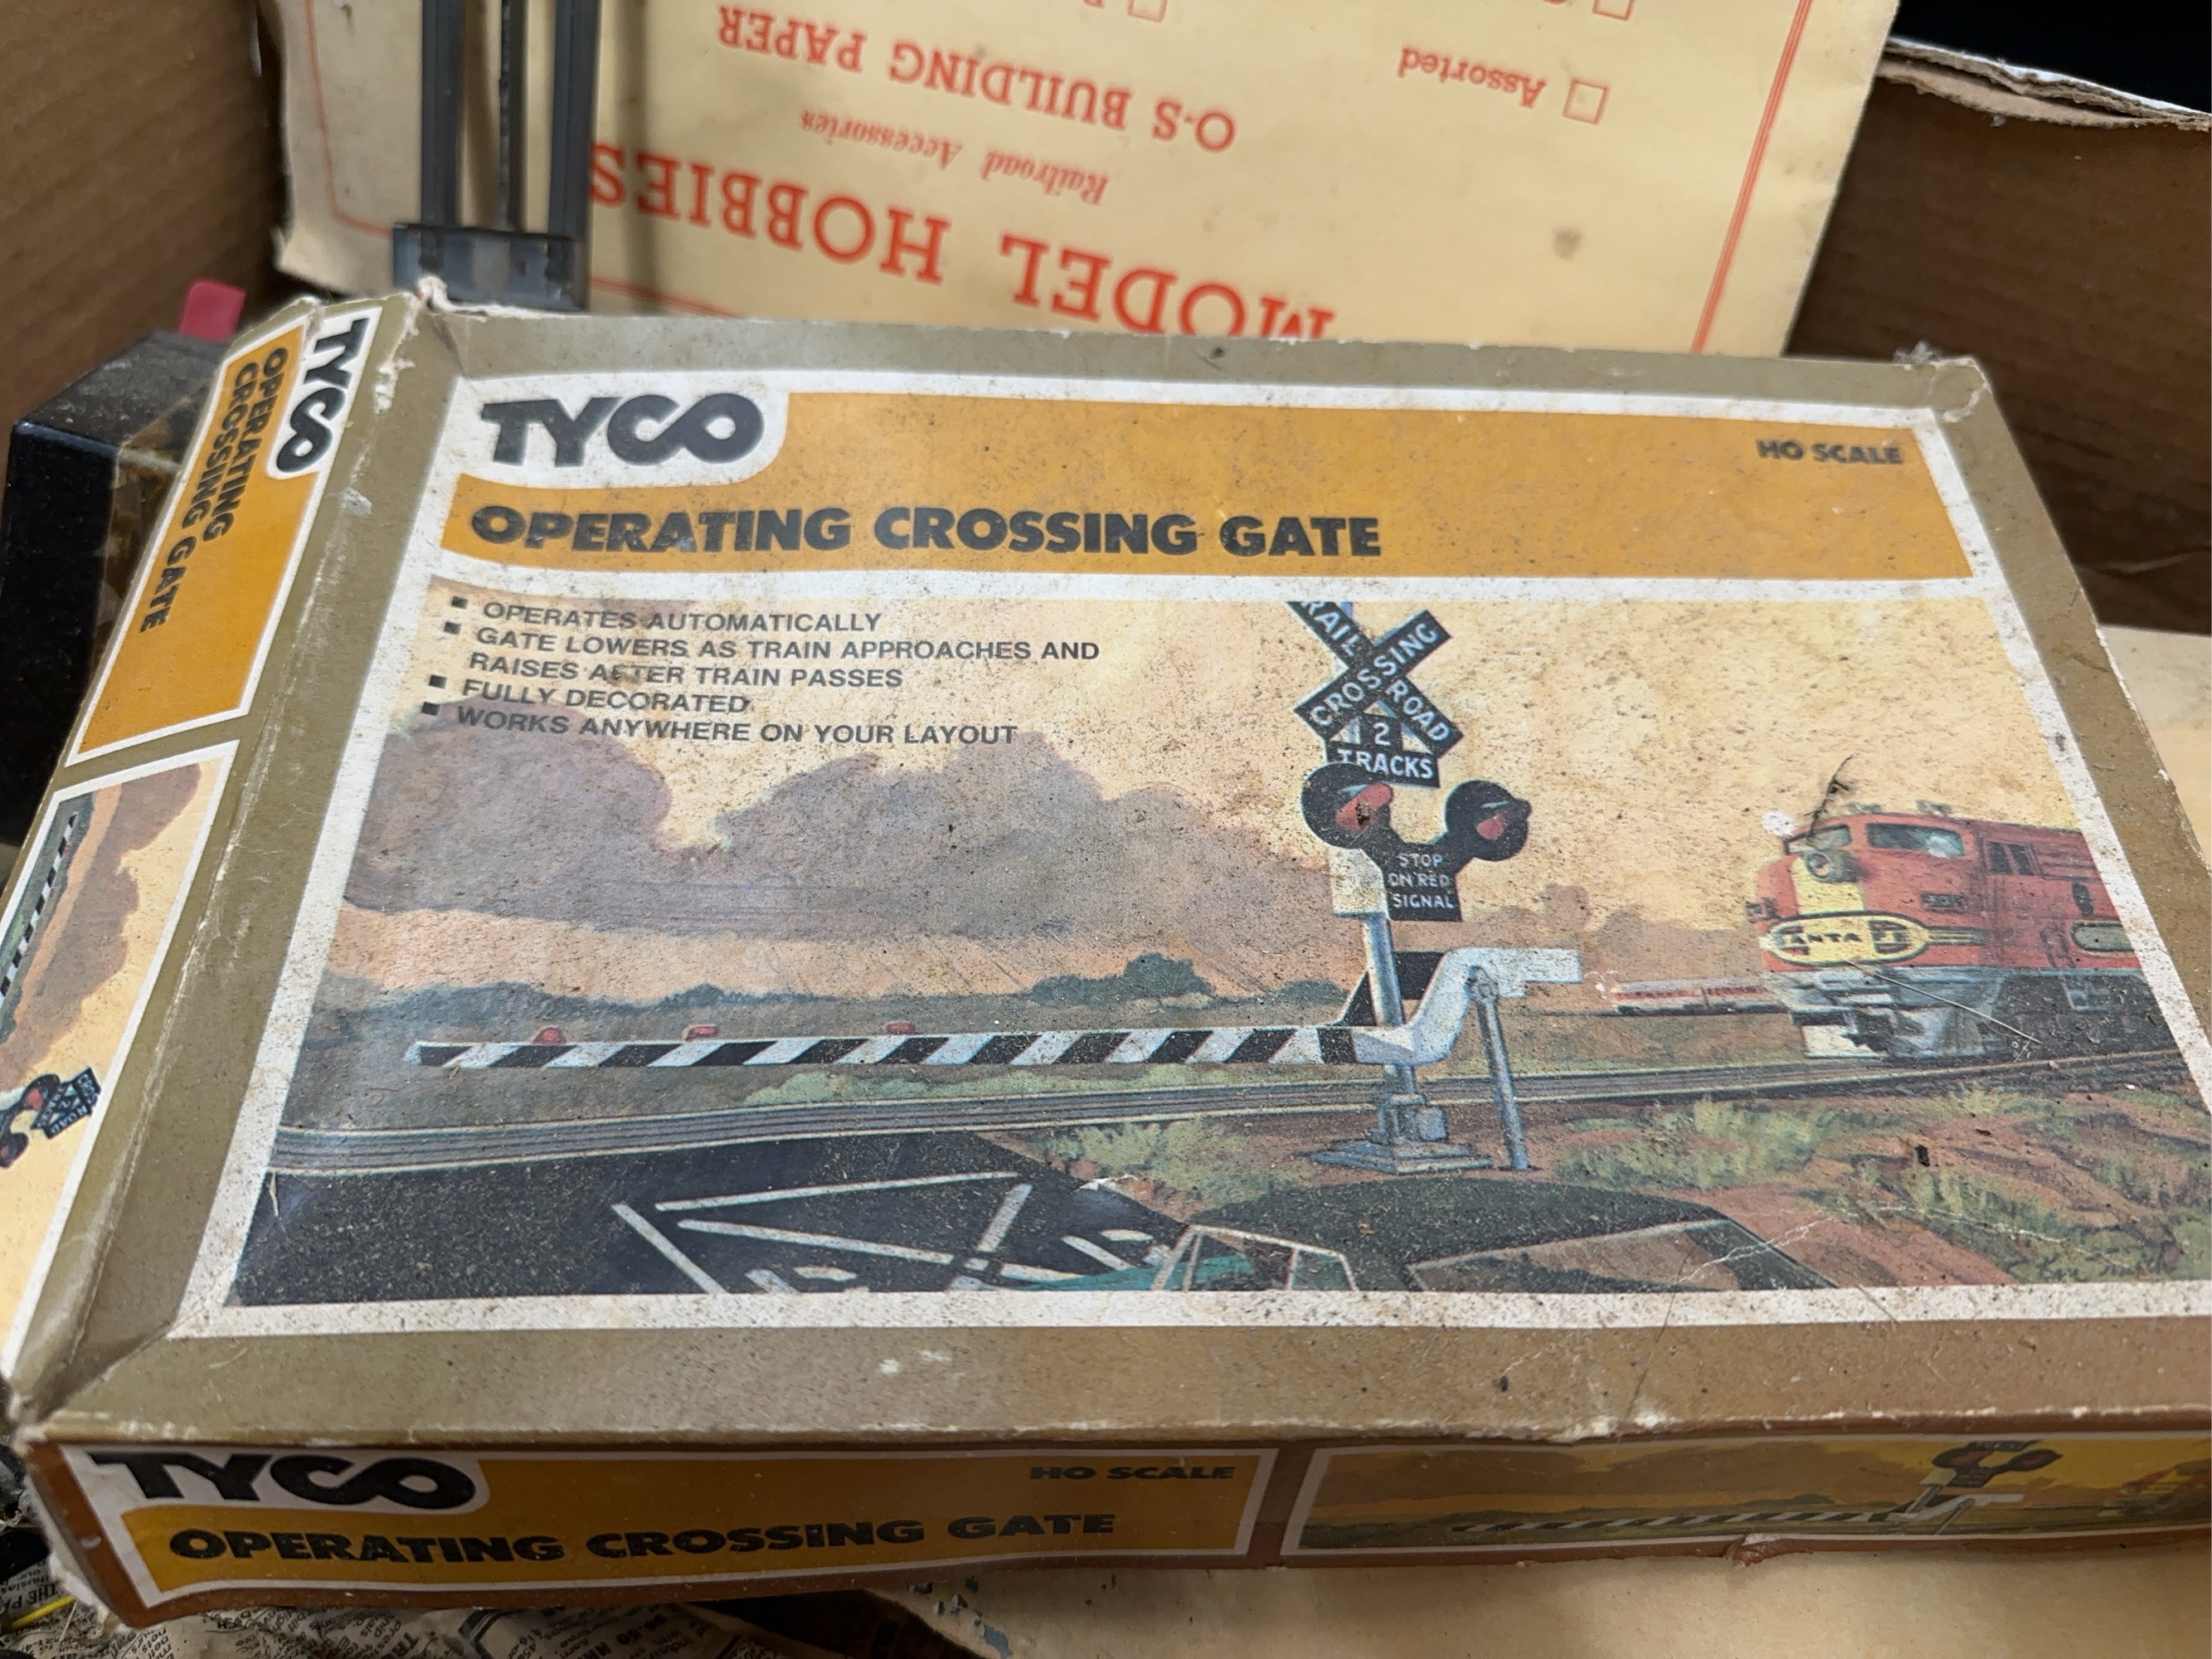 Assorted
O-S BUILDING PAPER
Railroad Accessories
MODEL HOBBIES
TYCO
OPERATING
CROSSING GATE
TYCO
HO SCALE
OPERATING CROSSING GATE
▪ OPERATES AUTOMATICALLY
▪ GATE LOWERS AS TRAIN APPROACHES AND
RAISES AFTER TRAIN PASSES
▪ FULLY DECORATED
▪ WORKS ANYWHERE ON YOUR LAYOUT
RAIL ROAD
CROSSING
2
TRACKS
STOP
ON RED
SIGNAL
SANTA FE
TYCO
HO SCALE
OPERATING CROSSING GATE